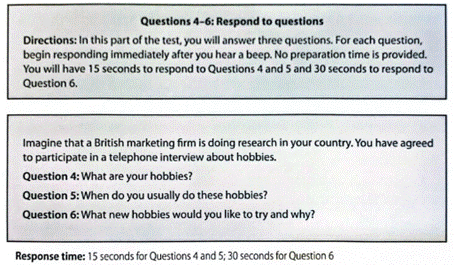 Questions 4–6: Respond to questions
Directions: In this part of the test, you will answer three questions. For each question,
begin responding immediately after you hear a beep. No preparation time is provided.
You will have 15 seconds to respond to Questions 4 and 5 and 30 seconds to respond to
Question 6.
Imagine that a British marketing firm is doing research in your country. You have agreed
to participate in a telephone interview about hobbies.
Question 4: What are your hobbies?
Question 5: When do you usually do these hobbies?
Question 6: What new hobbies would you like to try and why?
Response time: 15 seconds for Questions 4 and 5; 30 seconds for Question 6